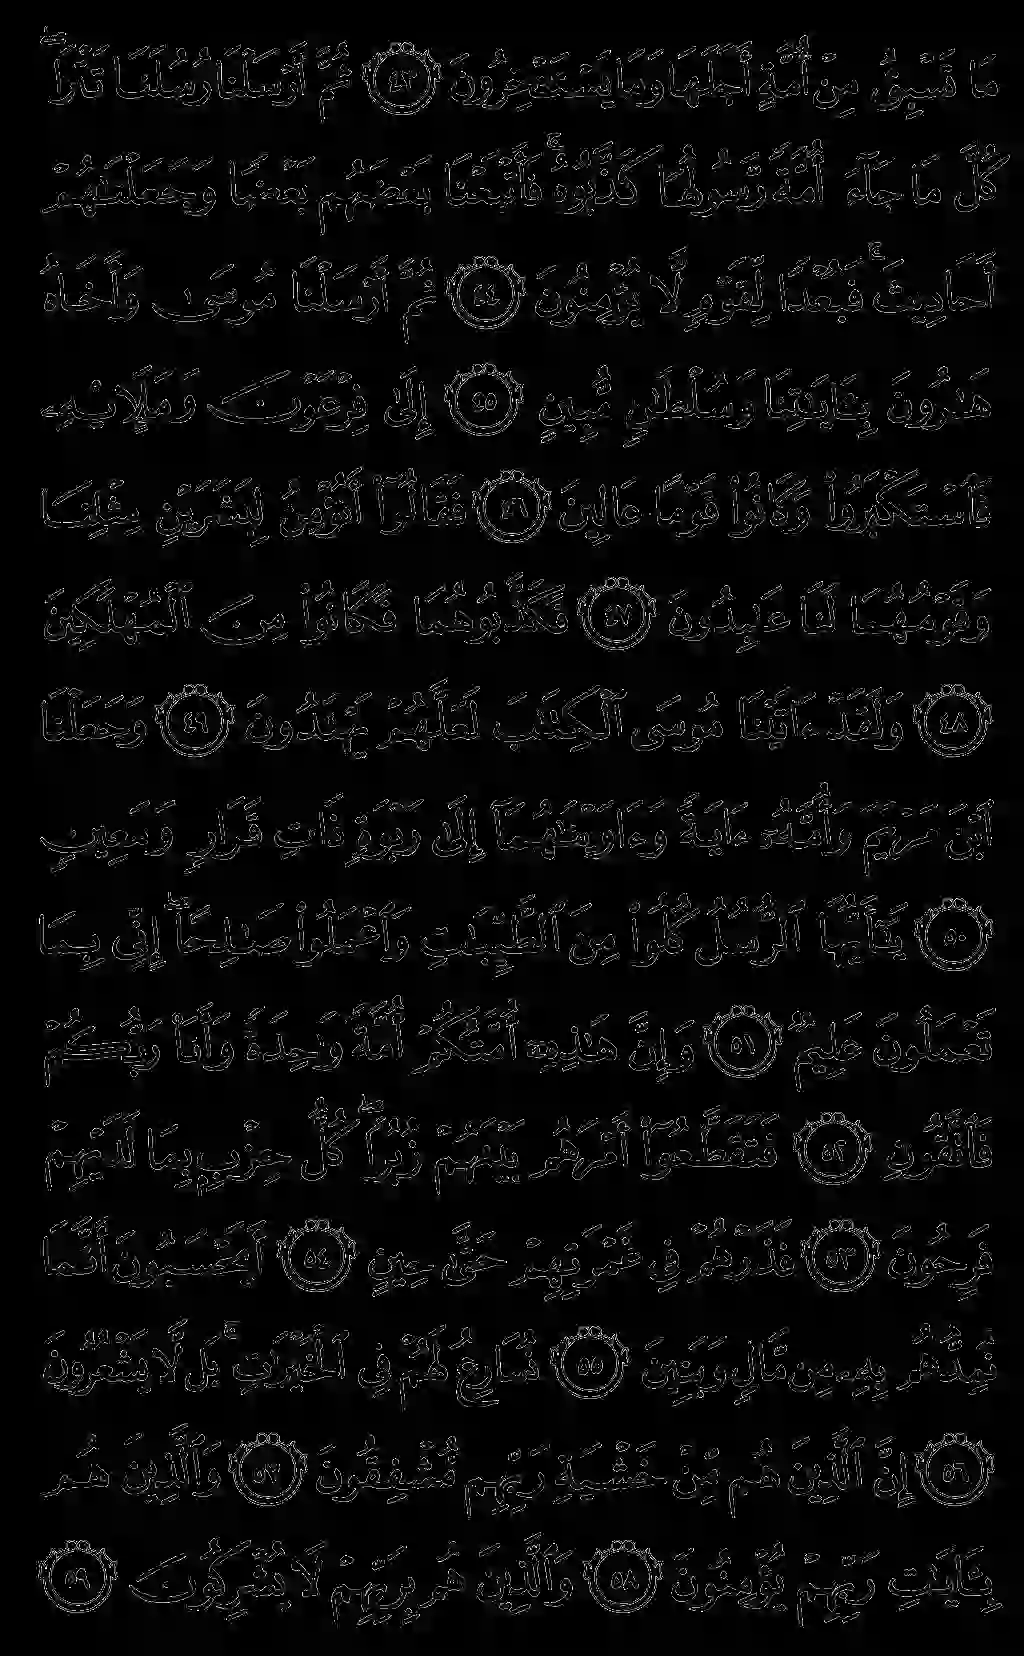 مَا تَسْبِقُ مِنْ أُمَّةٍ أَجَلَهَا وَمَا يَسْتَـْٔخِرُونَ ٤٣ ثُمَّ أَرْسَلْنَا رُسُلَنَا تَتْرَاۖ
كُلَّ مَا جَآءَ أُمَّةً رَّسُولُهَا كَذَّبُوهُۚ فَأَتْبَعْنَا بَعْضَهُم بَعْضًا وَجَعَلْنَٰهُمْ
أَحَادِيثَۚ فَبُعْدًا لِّقَوْمٍ لَّا يُؤْمِنُونَ ٤٤ ثُمَّ أَرْسَلْنَا مُوسَىٰ وَأَخَاهُ
هَٰرُونَ بِـَٔايَٰتِنَا وَسُلْطَٰنٍ مُّبِينٍ ٤٥ إِلَىٰ فِرْعَوْنَ وَمَلَإِي۟هِۦ
فَٱسْتَكْبَرُوا۟ وَكَانُوا۟ قَوْمًا عَالِينَ ٤٦ فَقَالُوٓا۟ أَنُؤْمِنُ لِبَشَرَيْنِ مِثْلِنَا
وَقَوْمُهُمَا لَنَا عَٰبِدُونَ ٤٧ فَكَذَّبُوهُمَا فَكَانُوا۟ مِنَ ٱلْمُهْلَكِينَ
٤٨ وَلَقَدْ ءَاتَيْنَا مُوسَى ٱلْكِتَٰبَ لَعَلَّهُمْ يَهْتَدُونَ ٤٩ وَجَعَلْنَا
ٱبْنَ مَرْيَمَ وَأُمَّهُۥٓ ءَايَةً وَءَاوَيْنَٰهُمَآ إِلَىٰ رَبْوَةٍ ذَاتِ قَرَارٍ وَمَعِينٍ
٥٠ يَٰٓأَيُّهَا ٱلرُّسُلُ كُلُوا۟ مِنَ ٱلطَّيِّبَٰتِ وَٱعْمَلُوا۟ صَٰلِحًاۖ إِنِّى بِمَا
تَعْمَلُونَ عَلِيمٌ ٥١ وَإِنَّ هَٰذِهِۦٓ أُمَّتُكُمْ أُمَّةً وَٰحِدَةً وَأَنَا۠ رَبُّكُمْ
فَٱتَّقُونِ ٥٢ فَتَقَطَّعُوٓا۟ أَمْرَهُم بَيْنَهُمْ زُبُرًاۖ كُلُّ حِزْبٍۭ بِمَا لَدَيْهِمْ
فَرِحُونَ ٥٣ فَذَرْهُمْ فِى غَمْرَتِهِمْ حَتَّىٰ حِينٍ ٥٤ أَيَحْسَبُونَ أَنَّمَا
نُمِدُّهُم بِهِۦ مِن مَّالٍ وَبَنِينَ ٥٥ نُسَارِعُ لَهُمْ فِى ٱلْخَيْرَٰتِۚ بَل لَّا يَشْعُرُونَ
٥٦ إِنَّ ٱلَّذِينَ هُم مِّنْ خَشْيَةِ رَبِّهِم مُّشْفِقُونَ ٥٧ وَٱلَّذِينَ هُم
بِـَٔايَٰتِ رَبِّهِمْ يُؤْمِنُونَ ٥٨ وَٱلَّذِينَ هُم بِرَبِّهِمْ لَا يُشْرِكُونَ ٥٩